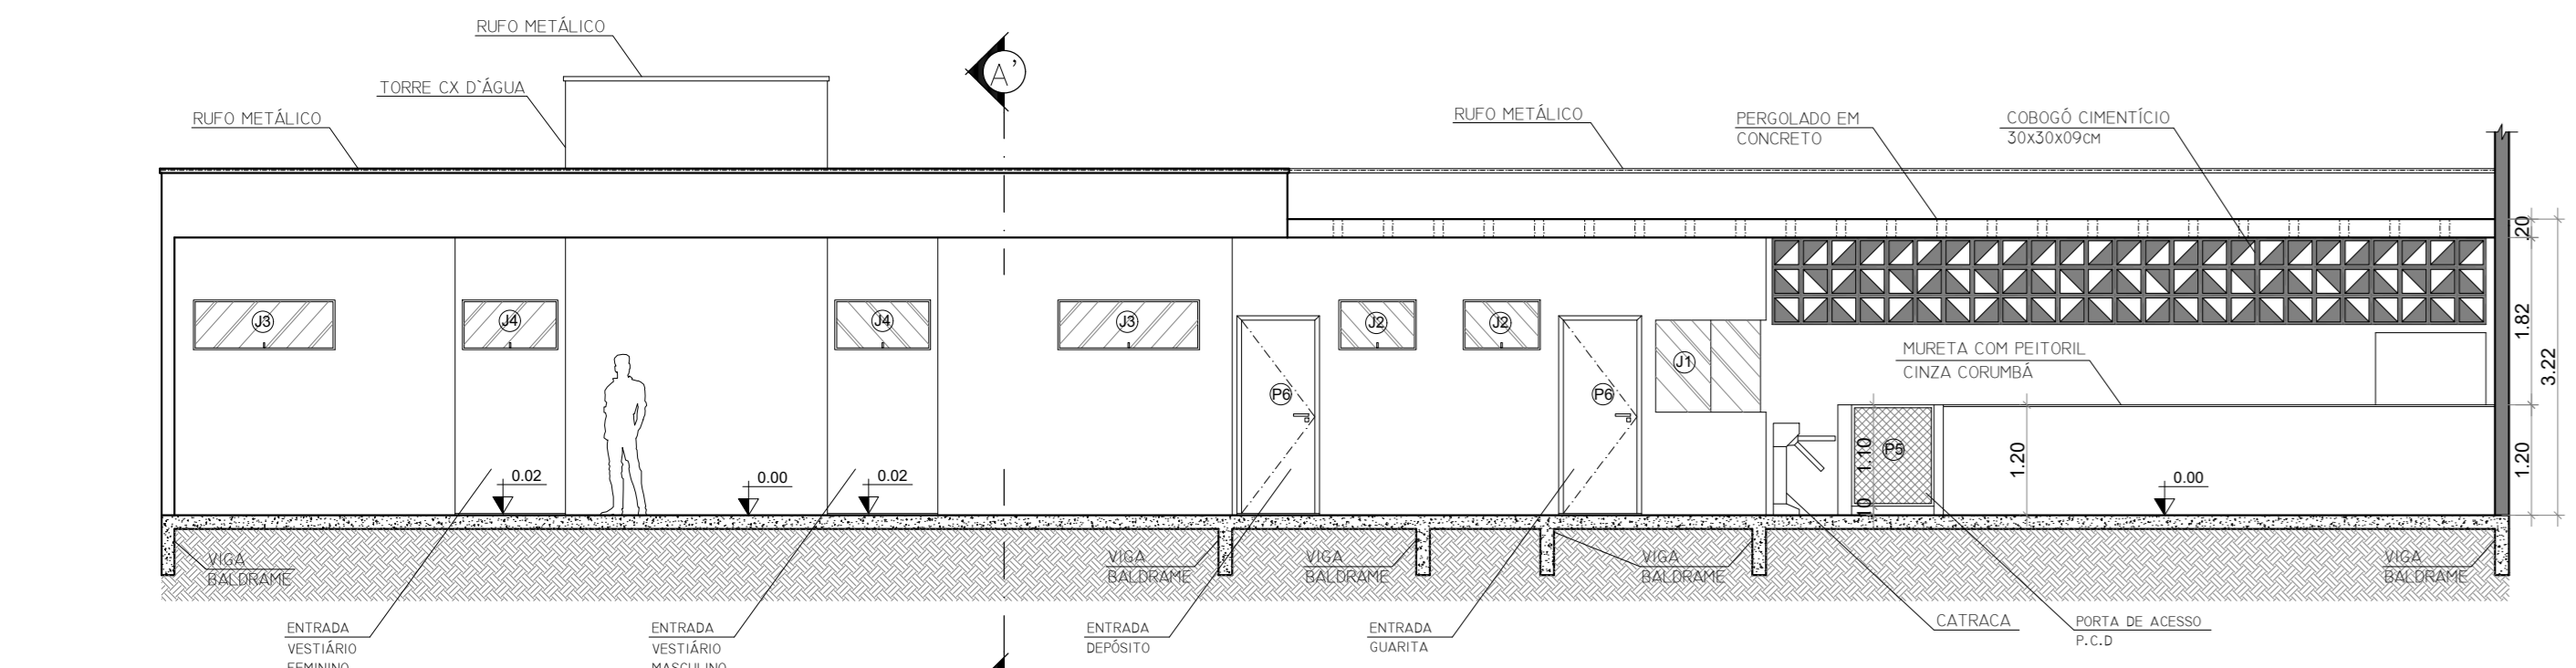 RUFO METÁLICO
TORRE CX D`ÁGUA
RUFO METÁLICO
A'
RUFO METÁLICO
PERGOLADO EM
CONCRETO
COBOGÓ CIMENTÍCIO
30x30x09CM
J3
J4
J4
J3
J2
J2
J1
P6
P6
P5
MURETA COM PEITORIL
CINZA CORUMBÁ
.20
1.82
3.22
1.20
1.20
1.10
10
0.02
0.00
0.02
0.00
VIGA
BALDRAME
VIGA
BALDRAME
VIGA
BALDRAME
VIGA
BALDRAME
VIGA
BALDRAME
ENTRADA
VESTIÁRIO
FEMININO
ENTRADA
VESTIÁRIO
MASCULINO
ENTRADA
DEPÓSITO
ENTRADA
GUARITA
CATRACA
PORTA DE ACESSO
P.C.D